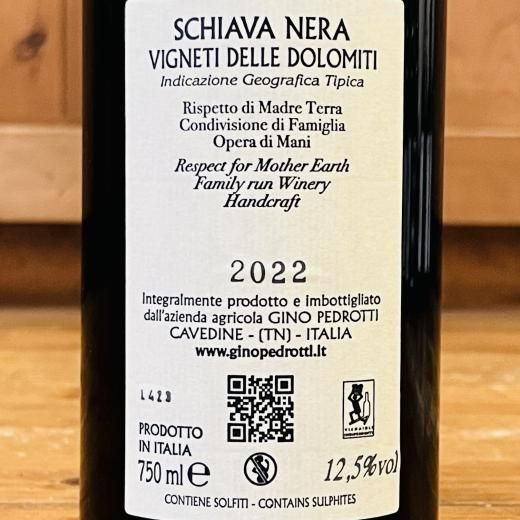 SCHIAVA NERA
VIGNETI DELLE DOLOMITI
Indicazione Geografica Tipica
Rispetto di Madre Terra
Condivisione di Famiglia
Opera di Mani
Respect for Mother Earth
Family run Winery
Handcraft
2022
Integralmente prodotto e imbottigliato
dall'azienda agricola GINO PEDROTTI
CAVEDINE - (TN) - ITALIA
www.ginopedrotti.it
PRODOTTO
IN ITALIA
750 ml e
12,5%vol
CONTIENE SOLFITI - CONTAINS SULPHITES